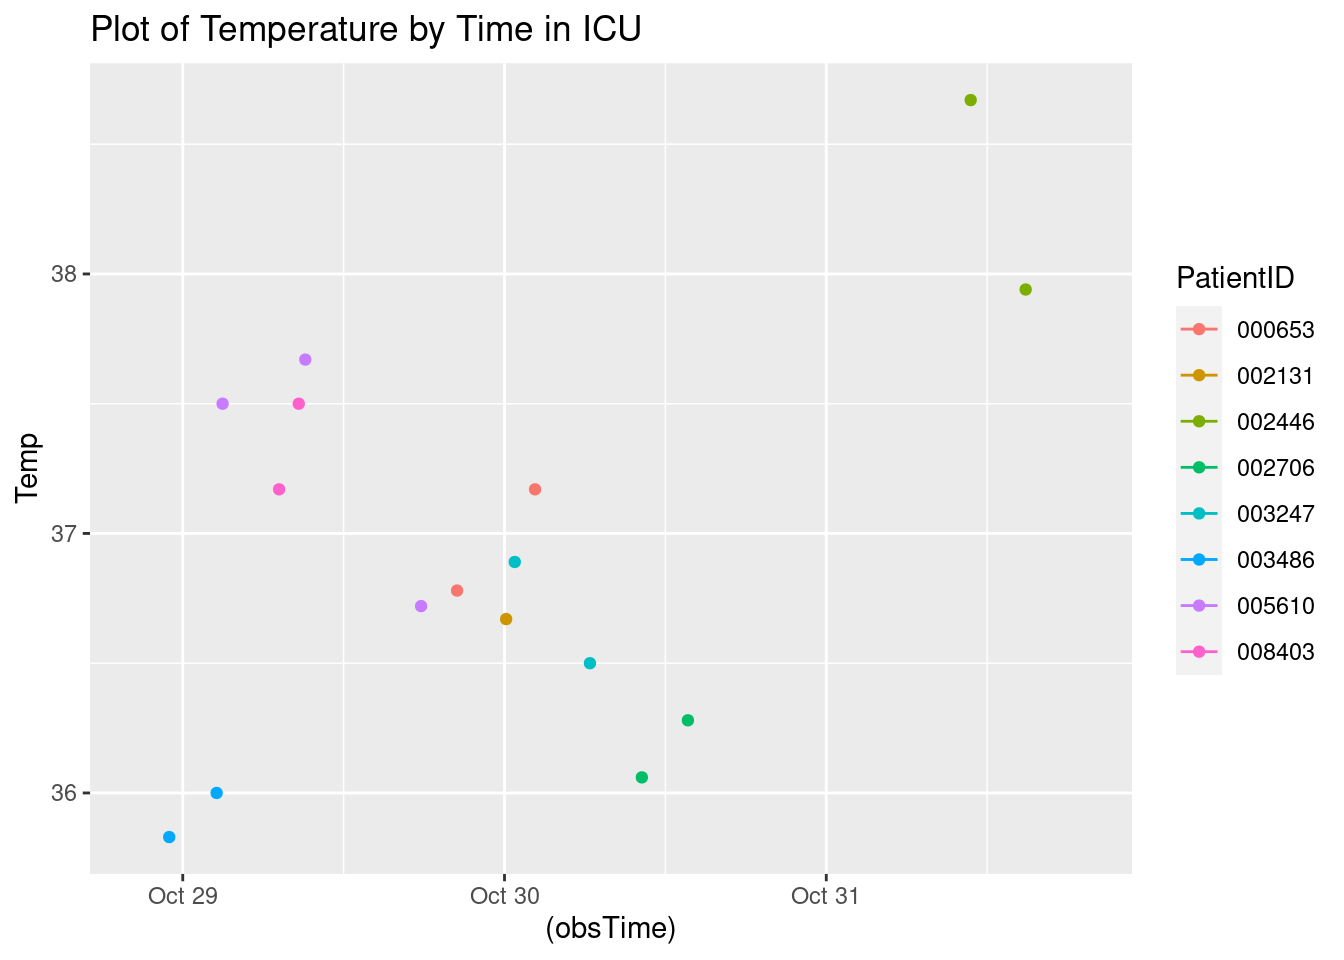 Plot of Temperature by Time in ICU
Temp
38
37
36
Oct 29
Oct 30
Oct 31
(obsTime)
PatientID
000653
002131
002446
002706
003247
003486
005610
008403